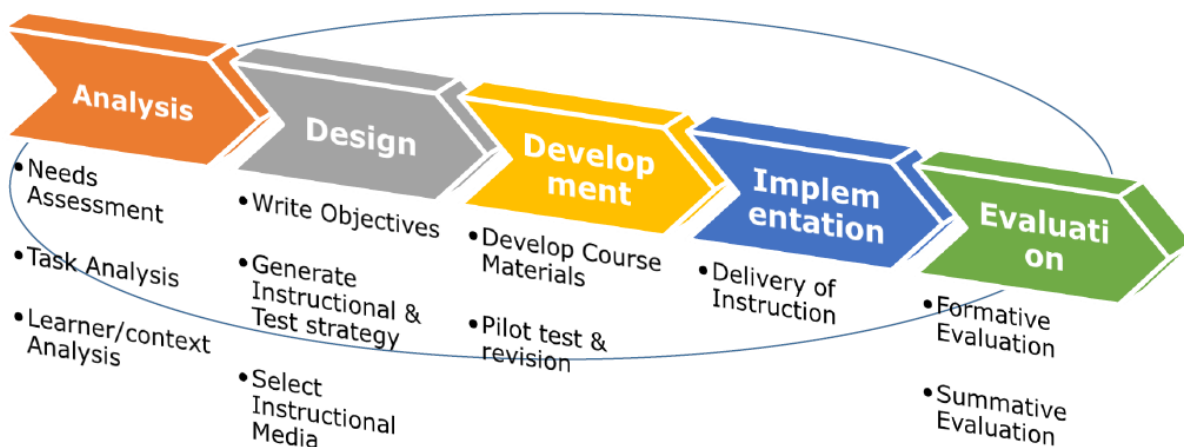 Analysis
• Needs
Assessment
• Task Analysis
• Learner/context
Analysis
Design
• Write Objectives
• Generate
Instructional &
Test strategy
• Select
Instructional
Media
Develop
ment
• Develop Course
Materials
• Pilot test &
revision
Implem
entation
• Delivery of
Instruction
Evaluati
on
• Formative
Evaluation
• Summative
Evaluation